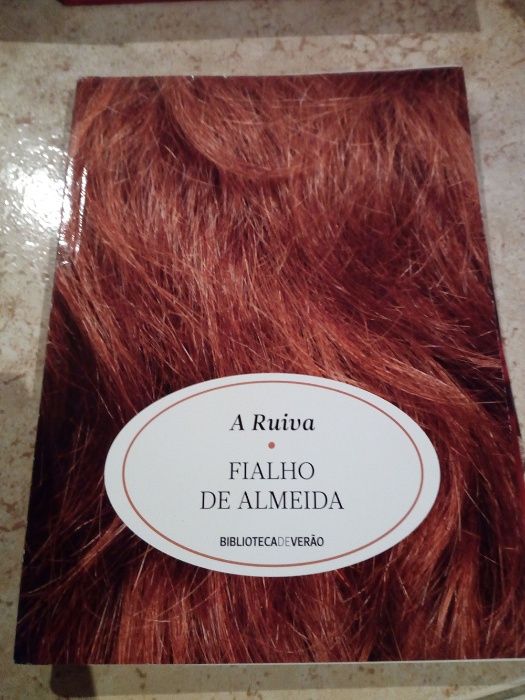 A Ruiva
FIALHO
DE ALMEIDA
BIBLIOTECADEVERÃO